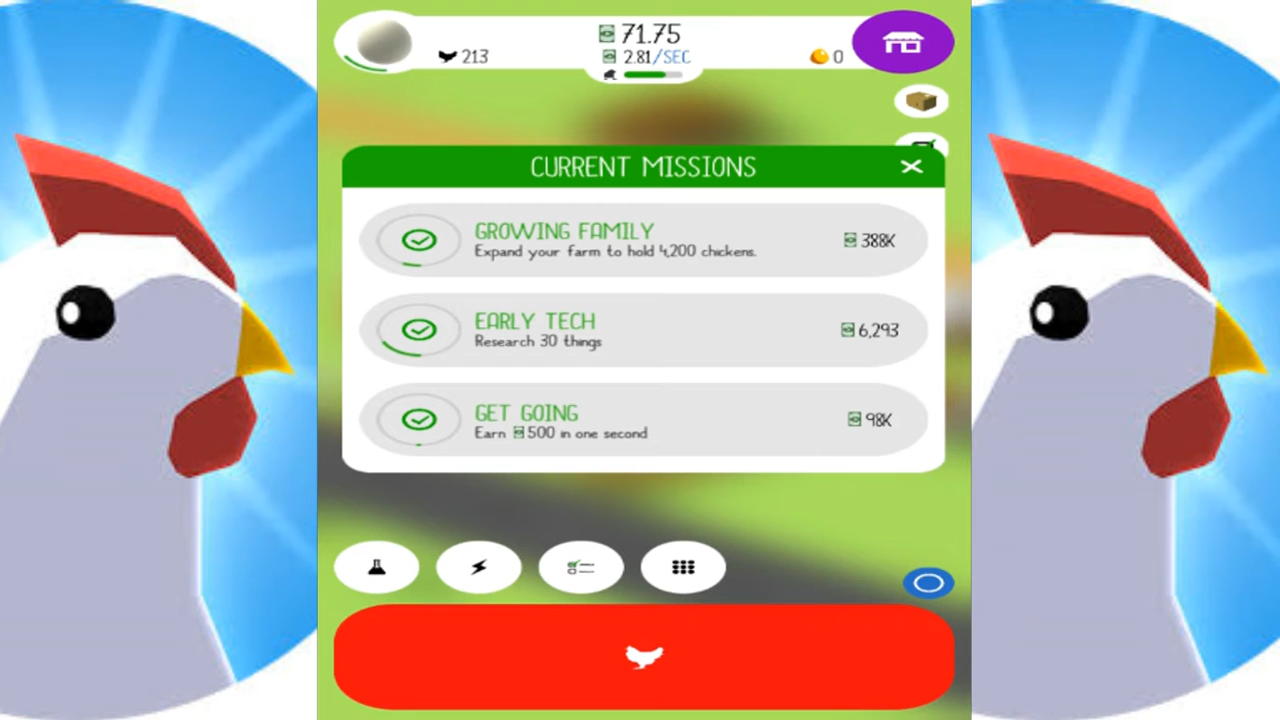 71.75
213
2.81/SEC
0
CURRENT MISSIONS
GROWING FAMILY
Expand your farm to hold 4,200 chickens.
388K
EARLY TECH
Research 30 things
6,293
GET GOING
Earn 500 in one second
98K